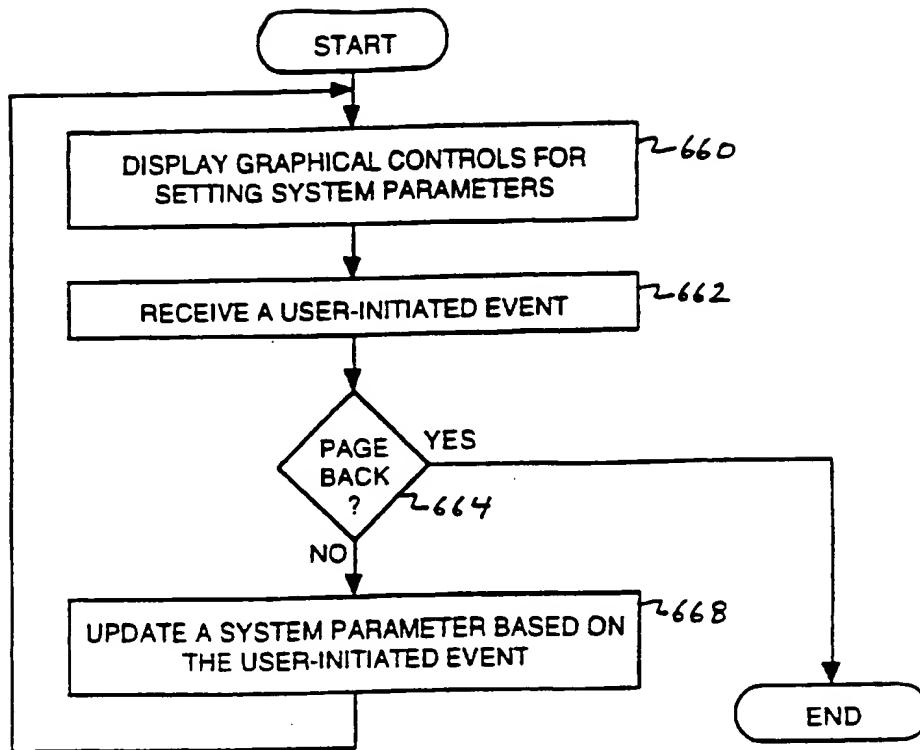 START
DISPLAY GRAPHICAL CONTROLS FOR
SETTING SYSTEM PARAMETERS
660
RECEIVE A USER-INITIATED EVENT
662
PAGE
BACK
?
YES
664
NO
UPDATE A SYSTEM PARAMETER BASED ON
THE USER-INITIATED EVENT
668
END